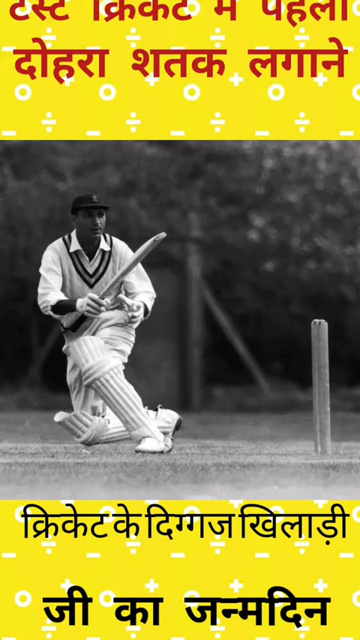 टेस्ट क्रिकेट में पहला
दोहरा शतक लगाने
क्रिकेट के दिग्गज खिलाड़ी
जी का जन्मदिन